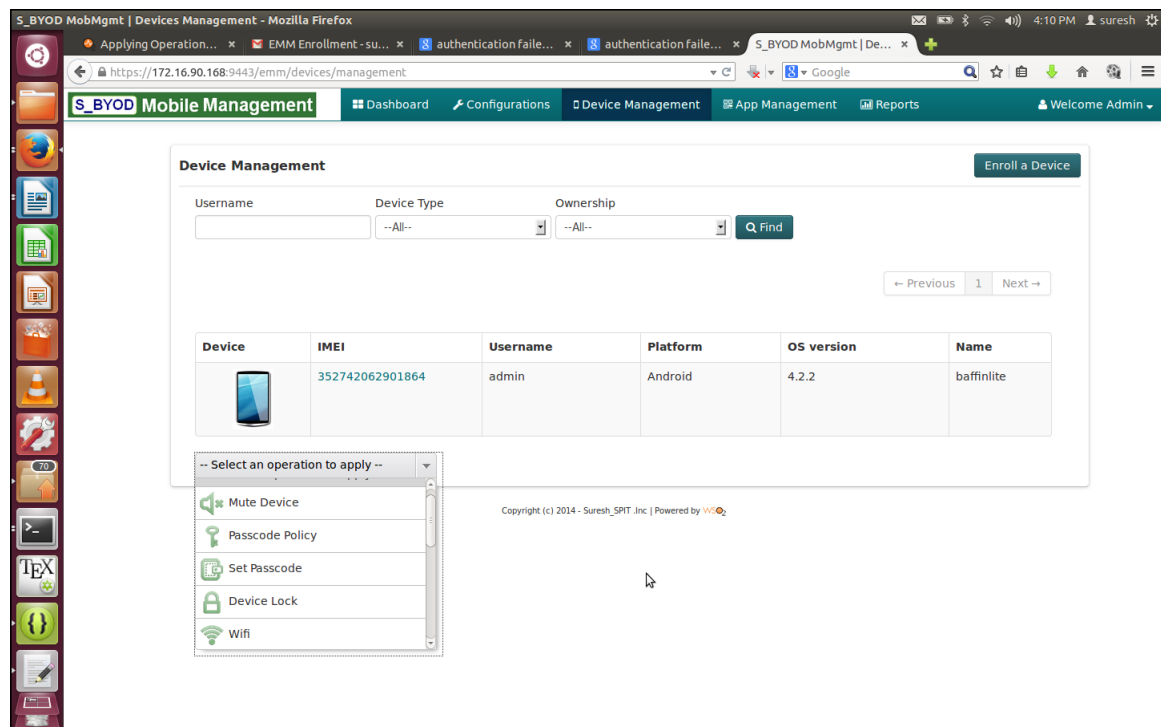 S_BYOD MobMgmt | Devices Management - Mozilla Firefox
4:10 PM suresh
Applying Operation... × EMM Enrollment - su... × authentication faile... × authentication faile... × S_BYOD MobMgmt | De... ×
https://172.16.90.168:9443/emm/devices/management
Google
S_BYOD Mobile Management
Dashboard Configurations Device Management App Management Reports Welcome Admin
Device Management
Enroll a Device
Username Device Type Ownership
--All-- --All-- Find
← Previous 1 Next →
Device IMEI Username Platform OS version Name
352742062901864 admin Android 4.2.2 baffinlite
-- Select an operation to apply --
Mute Device
Passcode Policy
Set Passcode
Device Lock
Wifi
Copyright (c) 2014 - Suresh_SPIT .Inc | Powered by WSO2
70
>_
TEX
{}